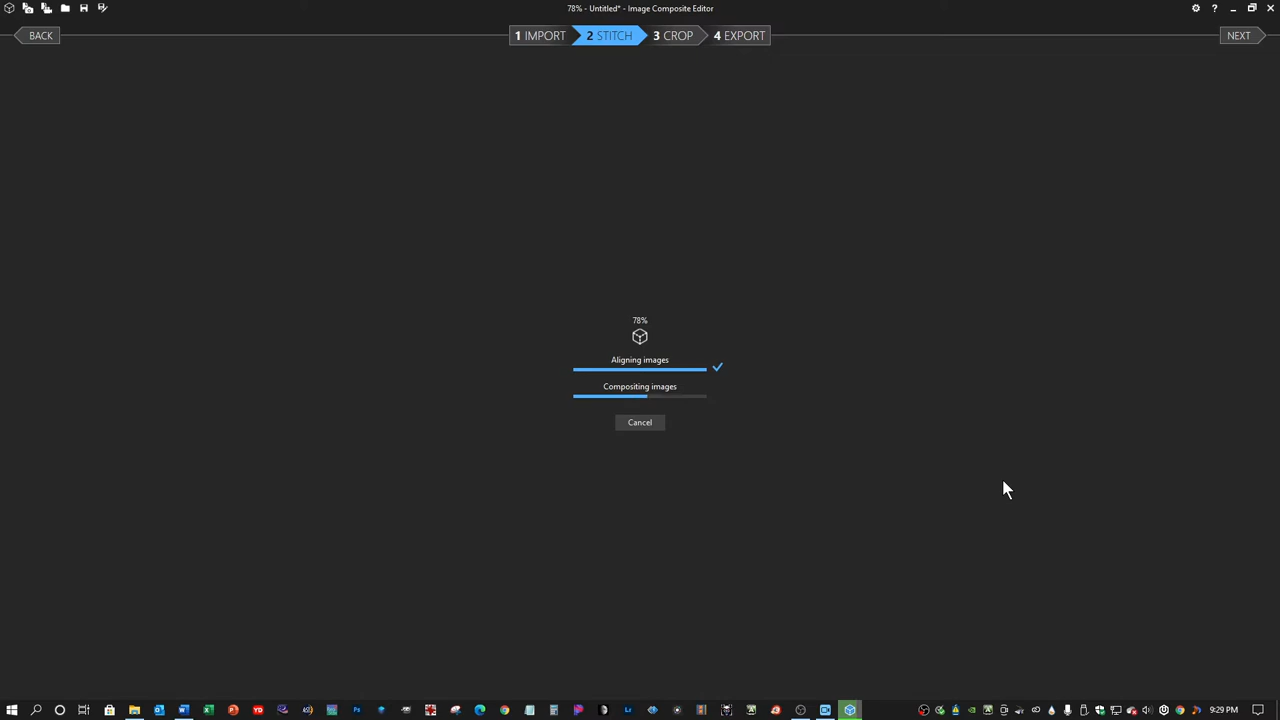 78% - Untitled* - Image Composite Editor
BACK
1 IMPORT
2 STITCH
3 CROP
4 EXPORT
NEXT
78%
Aligning images
Compositing images
Cancel
9:29 PM